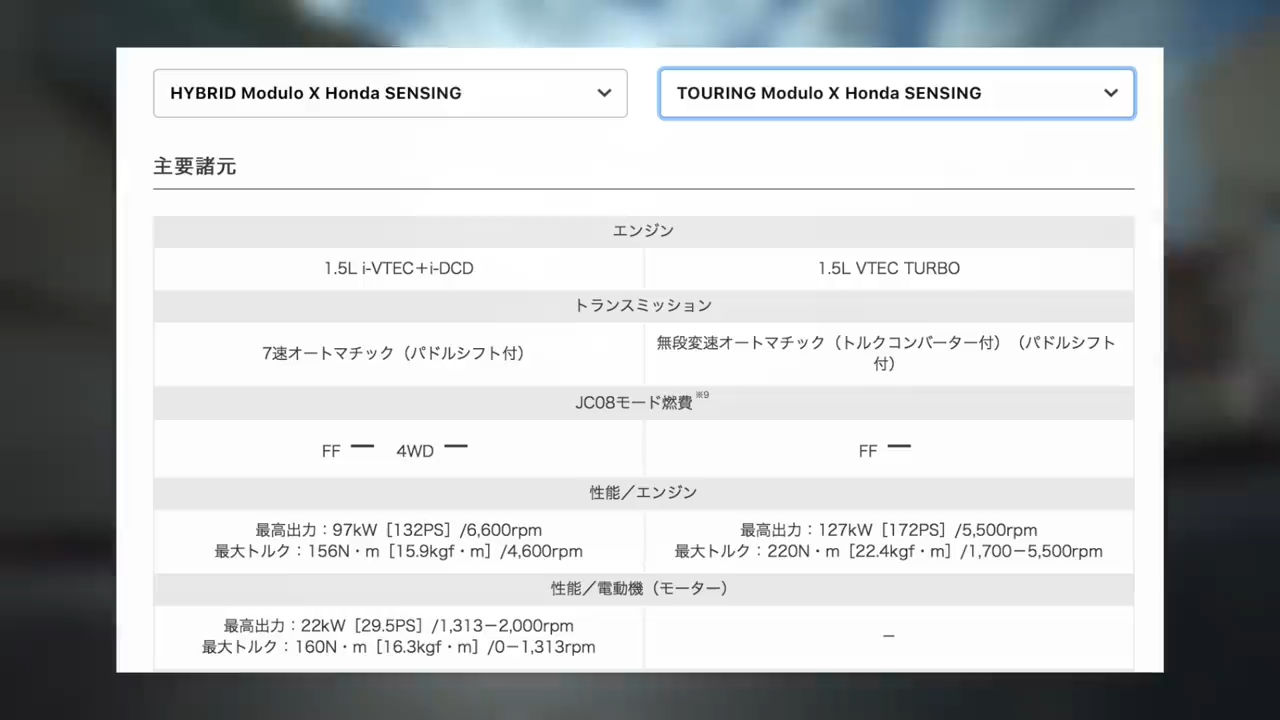 HYBRID Modulo X Honda SENSING
TOURING Modulo X Honda SENSING
主要諸元
エンジン
1.5L i-VTEC＋i-DCD
1.5L VTEC TURBO
トランスミッション
7速オートマチック（パドルシフト付）
無段変速オートマチック（トルクコンバーター付）（パドルシフト
付）
JC08モード燃費※9
FF ー 4WD ー
FF ー
性能／エンジン
最高出力：97kW［132PS］/6,600rpm
最大トルク：156N・m［15.9kgf・m］/4,600rpm
最高出力：127kW［172PS］/5,500rpm
最大トルク：220N・m［22.4kgf・m］/1,700－5,500rpm
性能／電動機（モーター）
最高出力：22kW［29.5PS］/1,313－2,000rpm
最大トルク：160N・m［16.3kgf・m］/0－1,313rpm
－